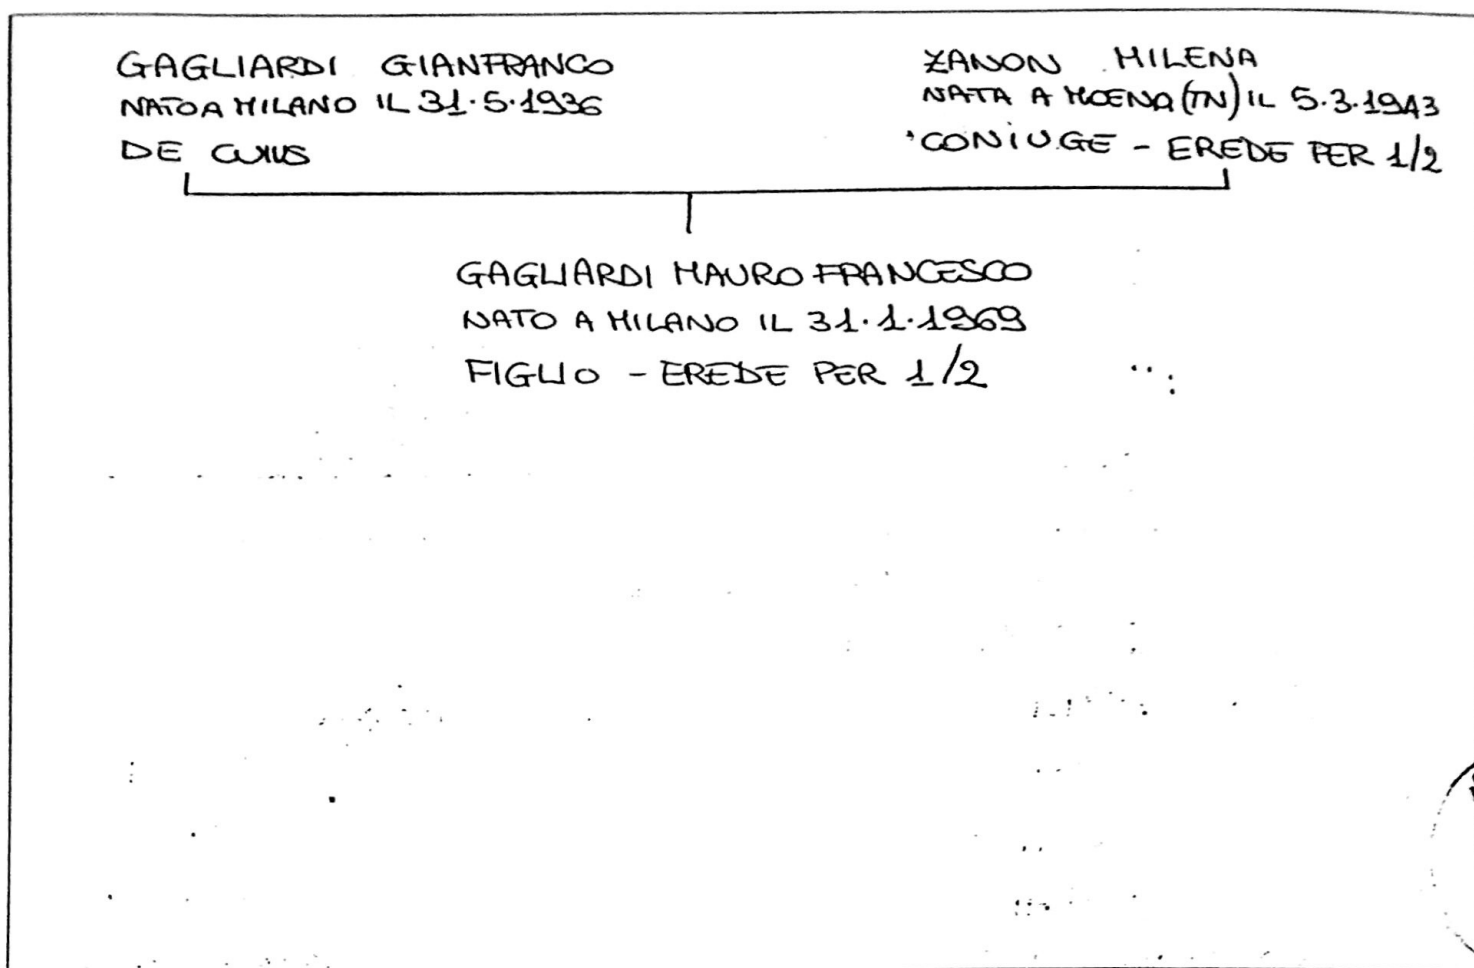 GAGLIARDI GIANFRANCO
NATO A MILANO IL 31.5.1936
DE CUIUS
ZANON MILENA
NATA A MOENA (TN) IL 5.3.1943
CONIUGE - EREDE PER 1/2
GAGLIARDI MAURO FRANCESCO
NATO A MILANO IL 31.1.1969
FIGLIO - EREDE PER 1/2